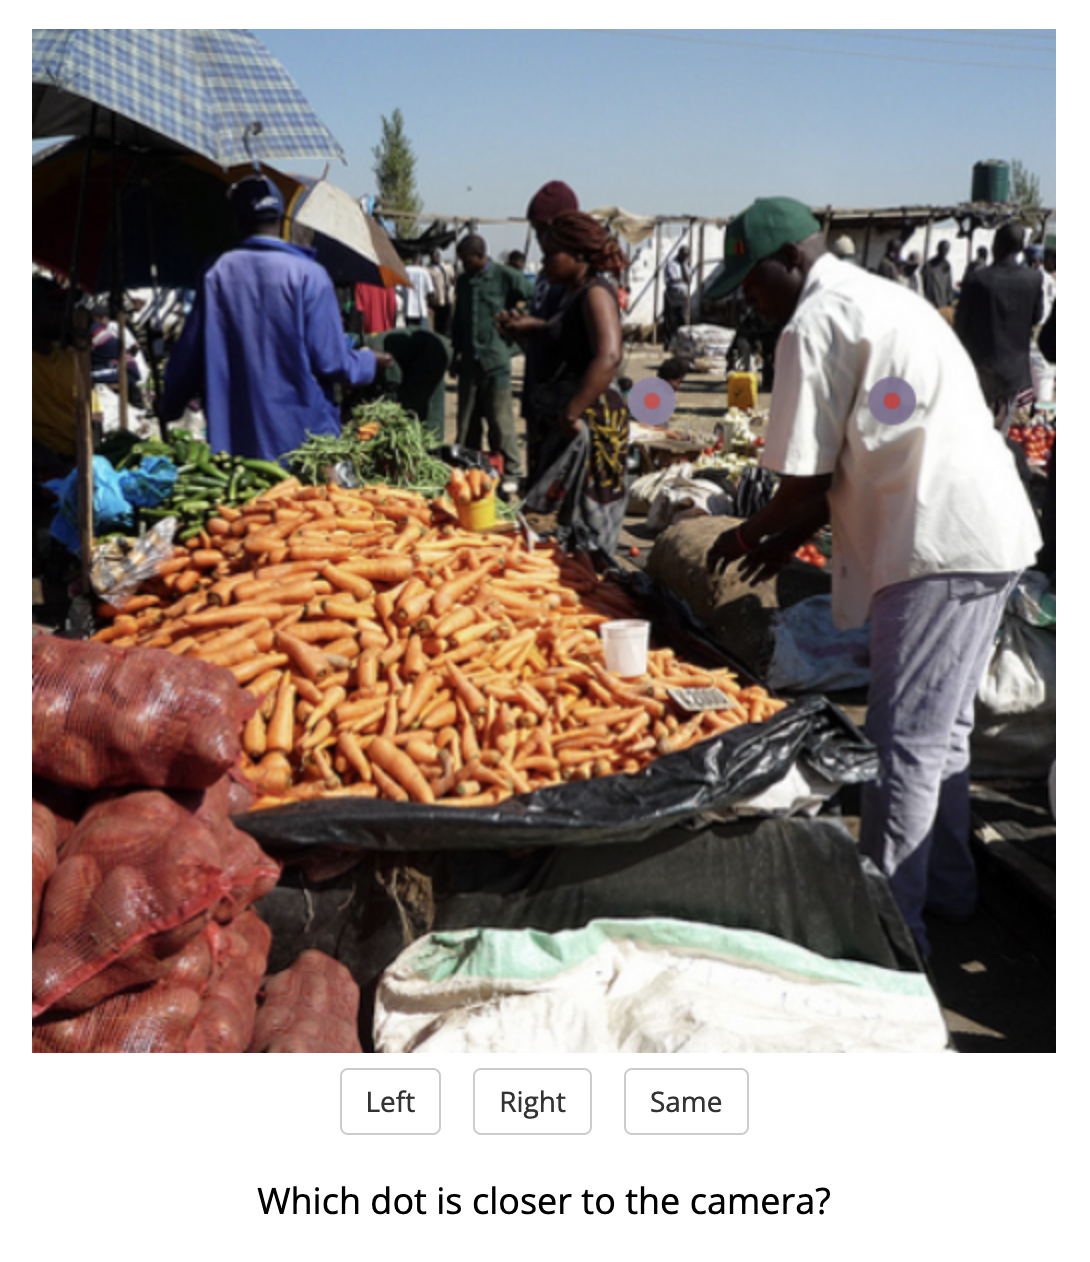 Left
Right
Same
Which dot is closer to the camera?